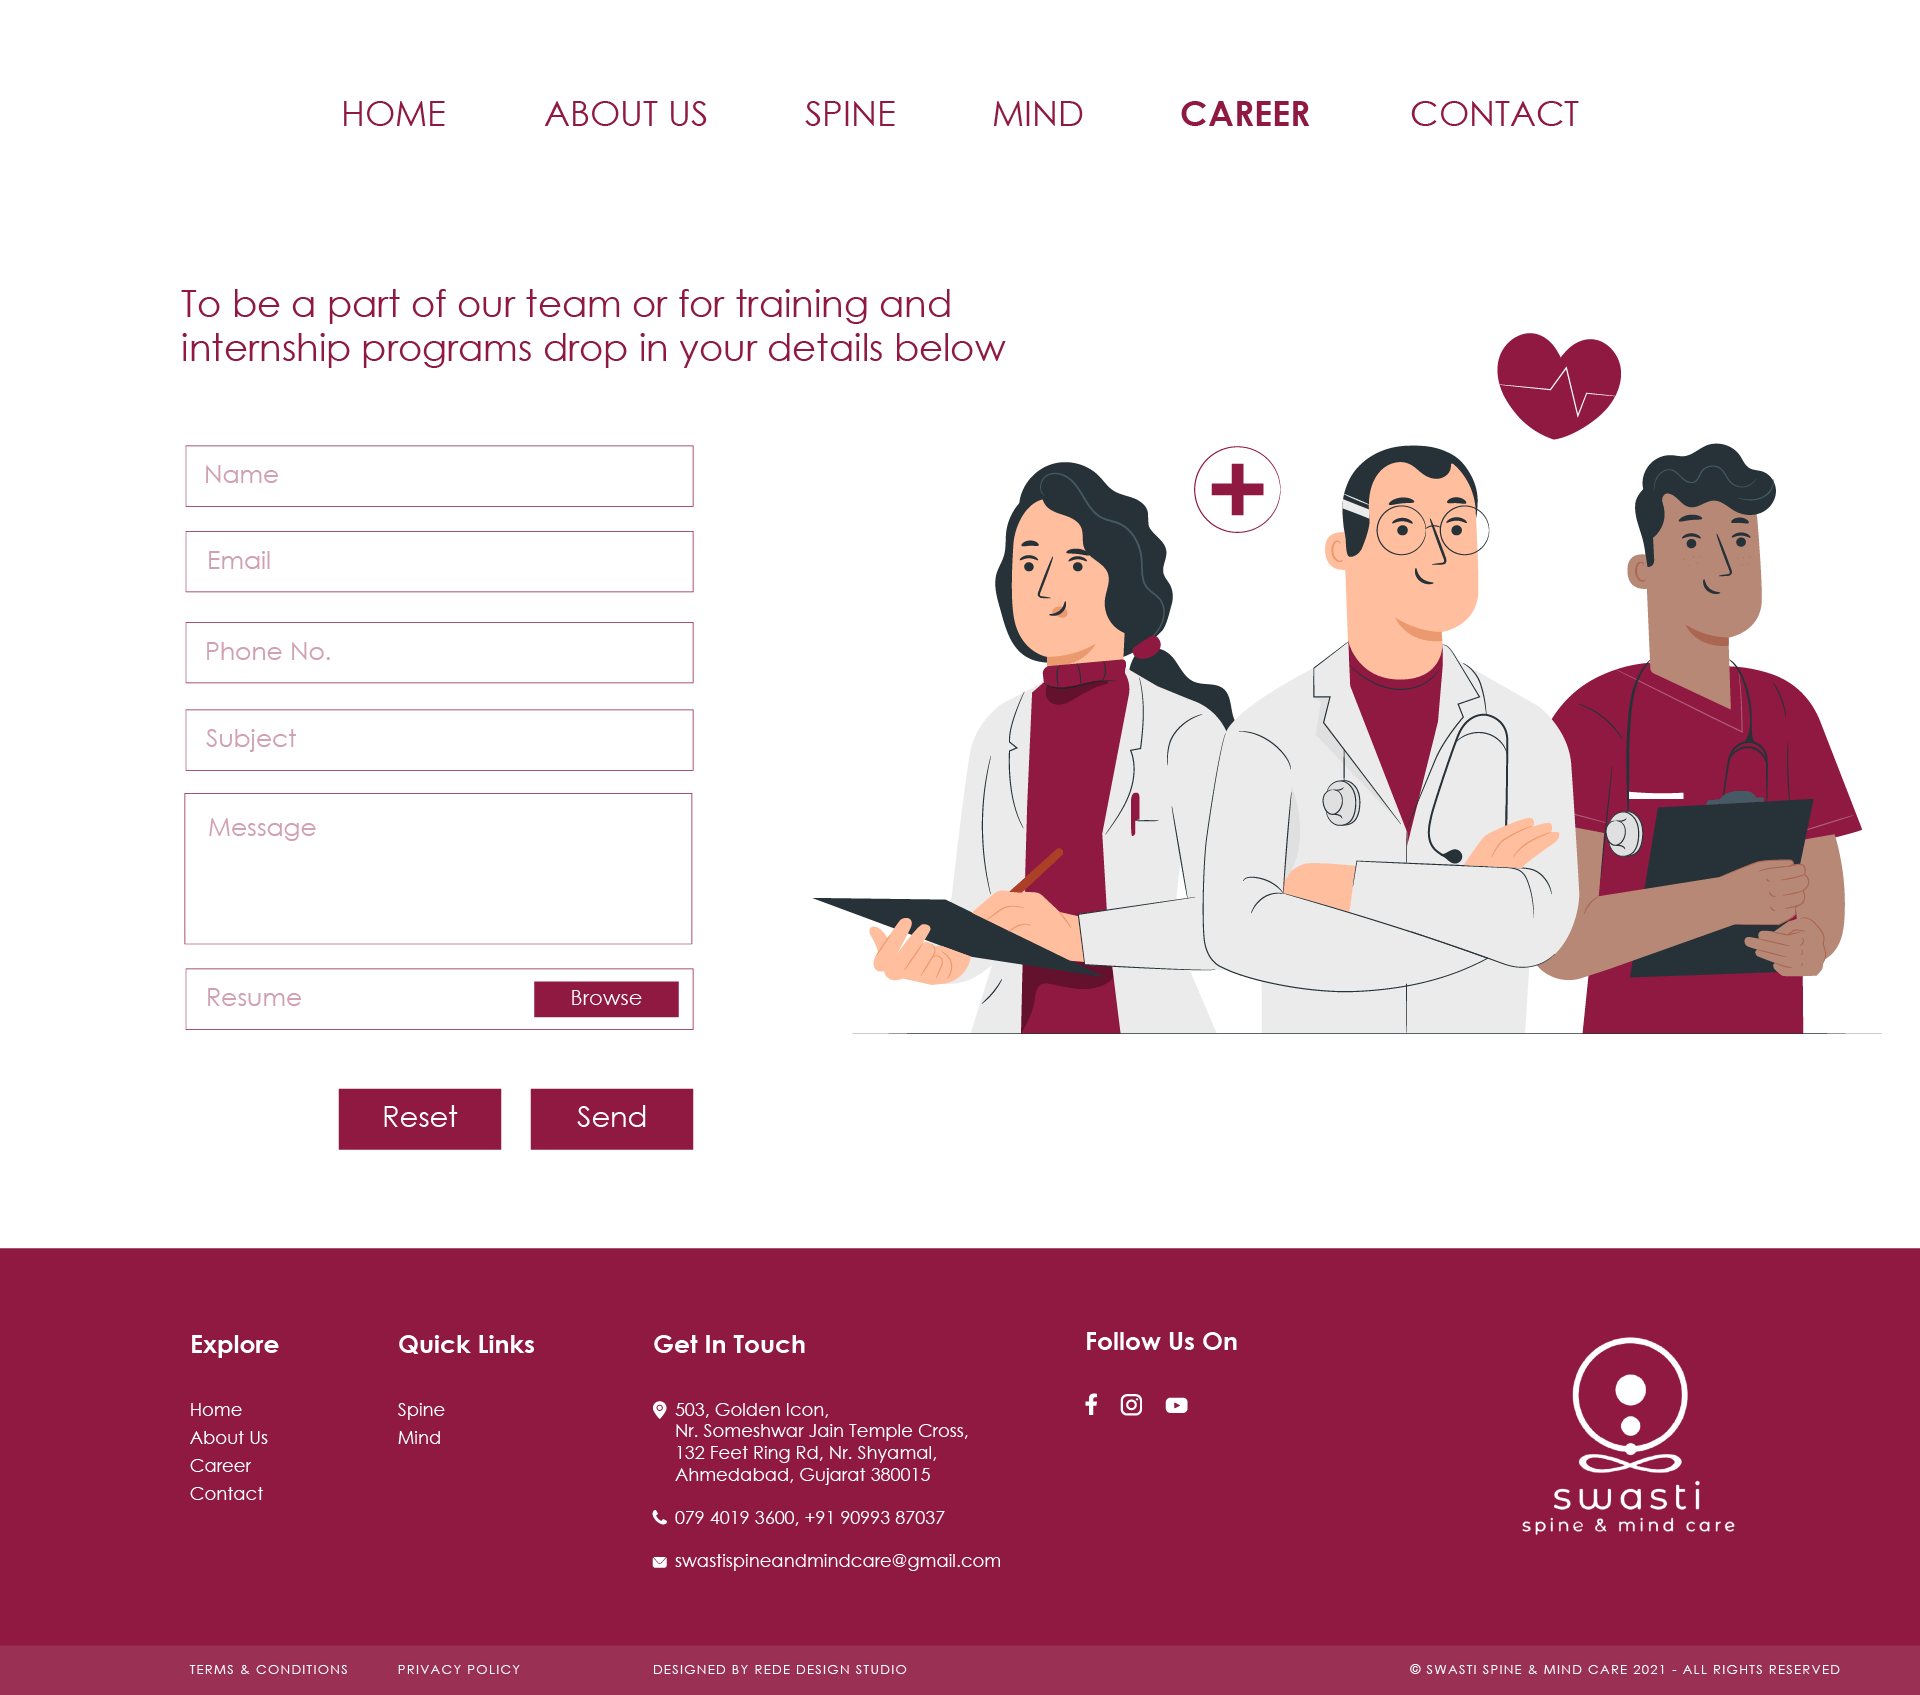 HOME ABOUT US SPINE MIND CAREER CONTACT
To be a part of our team or for training and
internship programs drop in your details below
Name
Email
Phone No.
Subject
Message
Resume Browse
Reset Send
Explore
Home
About Us
Career
Contact
Quick Links
Spine
Mind
Get In Touch
503, Golden Icon,
Nr. Someshwar Jain Temple Cross,
132 Feet Ring Rd, Nr. Shyamal,
Ahmedabad, Gujarat 380015
079 4019 3600, +91 90993 87037
swastispineandmindcare@gmail.com
Follow Us On
swasti
spine & mind care
TERMS & CONDITIONS PRIVACY POLICY DESIGNED BY REDE DESIGN STUDIO © SWASTI SPINE & MIND CARE 2021 - ALL RIGHTS RESERVED